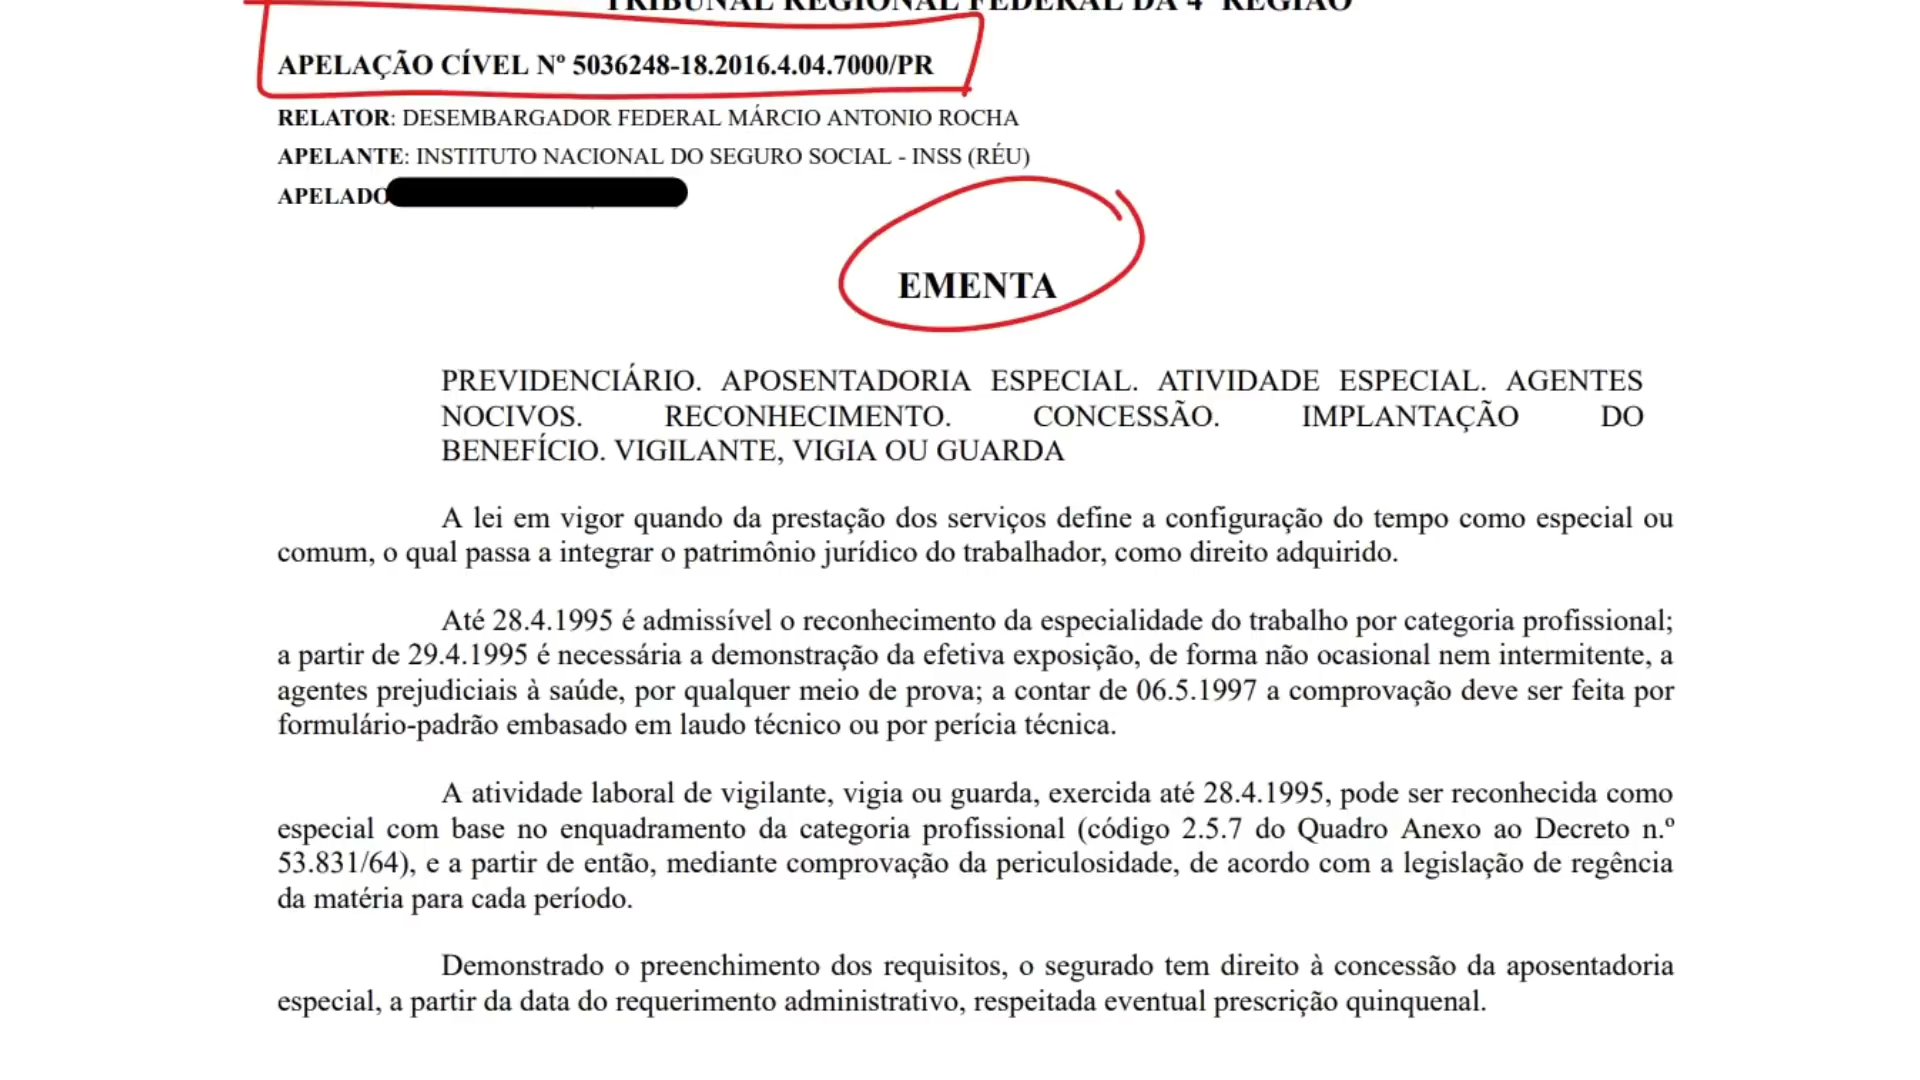 TRIBUNAL REGIONAL FEDERAL DA 4ª REGIÃO
APELAÇÃO CÍVEL Nº 5036248-18.2016.4.04.7000/PR
RELATOR: DESEMBARGADOR FEDERAL MÁRCIO ANTONIO ROCHA
APELANTE: INSTITUTO NACIONAL DO SEGURO SOCIAL - INSS (RÉU)
APELADO
EMENTA
PREVIDENCIÁRIO. APOSENTADORIA ESPECIAL. ATIVIDADE ESPECIAL. AGENTES
NOCIVOS. RECONHECIMENTO. CONCESSÃO. IMPLANTAÇÃO DO
BENEFÍCIO. VIGILANTE, VIGIA OU GUARDA
A lei em vigor quando da prestação dos serviços define a configuração do tempo como especial ou
comum, o qual passa a integrar o patrimônio jurídico do trabalhador, como direito adquirido.
Até 28.4.1995 é admissível o reconhecimento da especialidade do trabalho por categoria profissional;
a partir de 29.4.1995 é necessária a demonstração da efetiva exposição, de forma não ocasional nem intermitente, a
agentes prejudiciais à saúde, por qualquer meio de prova; a contar de 06.5.1997 a comprovação deve ser feita por
formulário-padrão embasado em laudo técnico ou por perícia técnica.
A atividade laboral de vigilante, vigia ou guarda, exercida até 28.4.1995, pode ser reconhecida como
especial com base no enquadramento da categoria profissional (código 2.5.7 do Quadro Anexo ao Decreto n.º
53.831/64), e a partir de então, mediante comprovação da periculosidade, de acordo com a legislação de regência
da matéria para cada período.
Demonstrado o preenchimento dos requisitos, o segurado tem direito à concessão da aposentadoria
especial, a partir da data do requerimento administrativo, respeitada eventual prescrição quinquenal.